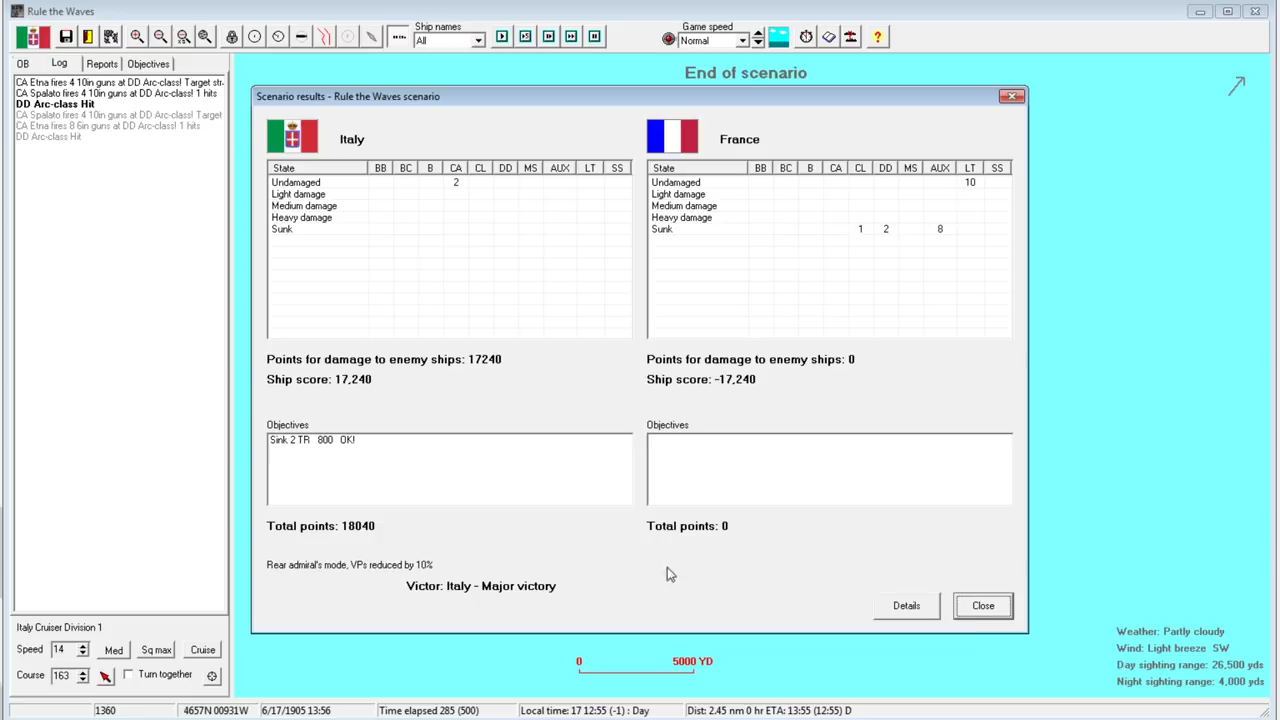 Rule the Waves
Ship names
All
Game speed
Normal
?
OB Log Reports Objectives
CA Etna fires 4 10in guns at DD Arc-class! Target str
CA Spalato fires 4 10in guns at DD Arc-class! 1 hits
DD Arc-class Hit
CA Spalato fires 4 10in guns at DD Arc-class! Target
CA Etna fires 8 6in guns at DD Arc-class! 1 hits
DD Arc-class Hit
End of scenario
Scenario results - Rule the Waves scenario
Italy
State BB BC B CA CL DD MS AUX LT SS
Undamaged 2
Light damage
Medium damage
Heavy damage
Sunk
Points for damage to enemy ships: 17240
Ship score: 17,240
Objectives
Sink 2 TR 800 OK!
Total points: 18040
Rear admiral's mode, VPs reduced by 10%
Victor: Italy - Major victory
France
State BB BC B CA CL DD MS AUX LT SS
Undamaged 10
Light damage
Medium damage
Heavy damage
Sunk 1 2 8
Points for damage to enemy ships: 0
Ship score: -17,240
Objectives
Total points: 0
Details Close
Italy Cruiser Division 1
Speed 14 Med Sq max Cruise
Course 163 Turn together
0 5000 YD
Weather: Partly cloudy
Wind: Light breeze SW
Day sighting range: 26,500 yds
Night sighting range: 4,000 yds
1360 4657N 00931W 6/17/1905 13:56 Time elapsed 285 (500) Local time: 17 12:55 (-1) : Day Dist: 2.45 nm 0 hr ETA: 13:55 (12:55) D